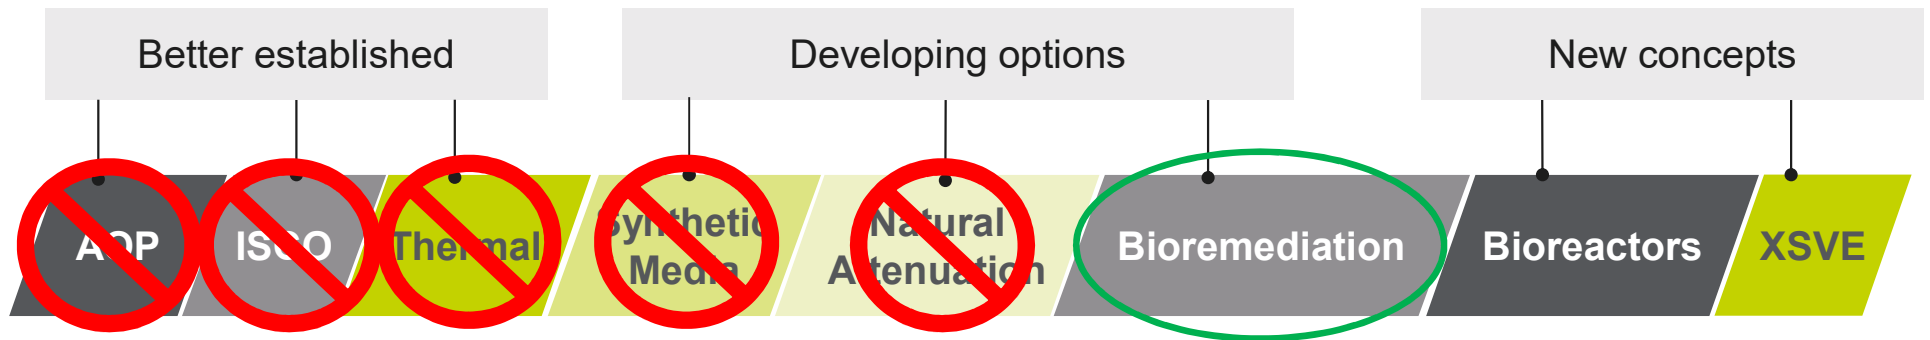 Better established
Developing options
New concepts
AOP
ISCO
Thermal
Synthetic
Media
Natural
Attenuation
Bioremediation
Bioreactors
XSVE